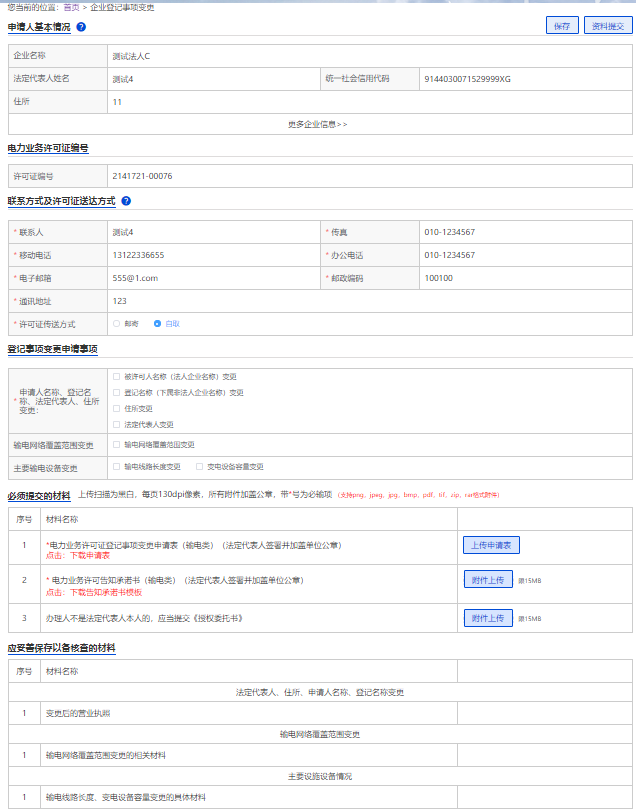 您当前的位置：首页 > 企业登记事项变更
申请人基本情况 ?
保存 资料提交
企业名称 测试法人C
法定代表人姓名 测试4 统一社会信用代码 9144030071529999XG
住所 11
更多企业信息>>
电力业务许可证编号
许可证编号 2141721-00076
联系方式及许可证送达方式 ?
* 联系人 测试4 * 传真 010-1234567
* 移动电话 13122336655 * 办公电话 010-1234567
* 电子邮箱 555@1.com * 邮政编码 100100
* 通讯地址 123
* 许可证传送方式 邮寄 自取
登记事项变更申请事项
* 申请人名称、登记名称、法定代表人、住所变更：
被许可人名称（法人企业名称）变更
登记名称（下属非法人企业名称）变更
住所变更
法定代表人变更
输电网络覆盖范围变更 输电网络覆盖范围变更
主要输电设备变更 输电线路长度变更 变电设备容量变更
必须提交的材料 上传扫描为黑白，每页130dpi像素，所有附件加盖公章，带*号为必输项 (支持png、jpeg、jpg、bmp、pdf、tif、zip、rar格式附件)
序号 材料名称
1 *电力业务许可证登记事项变更申请表（输电类）（法定代表人签署并加盖单位公章） 上传申请表
点击：下载申请表
2 * 电力业务许可告知承诺书（输电类）（法定代表人签署并加盖单位公章） 附件上传 限15MB
点击：下载告知承诺书模板
3 办理人不是法定代表人本人的，应当提交《授权委托书》 附件上传 限15MB
应妥善保存以备核查的材料
序号 材料名称
法定代表人、住所、申请人名称、登记名称变更
1 变更后的营业执照
输电网络覆盖范围变更
1 输电网络覆盖范围变更的相关材料
主要设施设备情况
1 输电线路长度、变电设备容量变更的具体材料